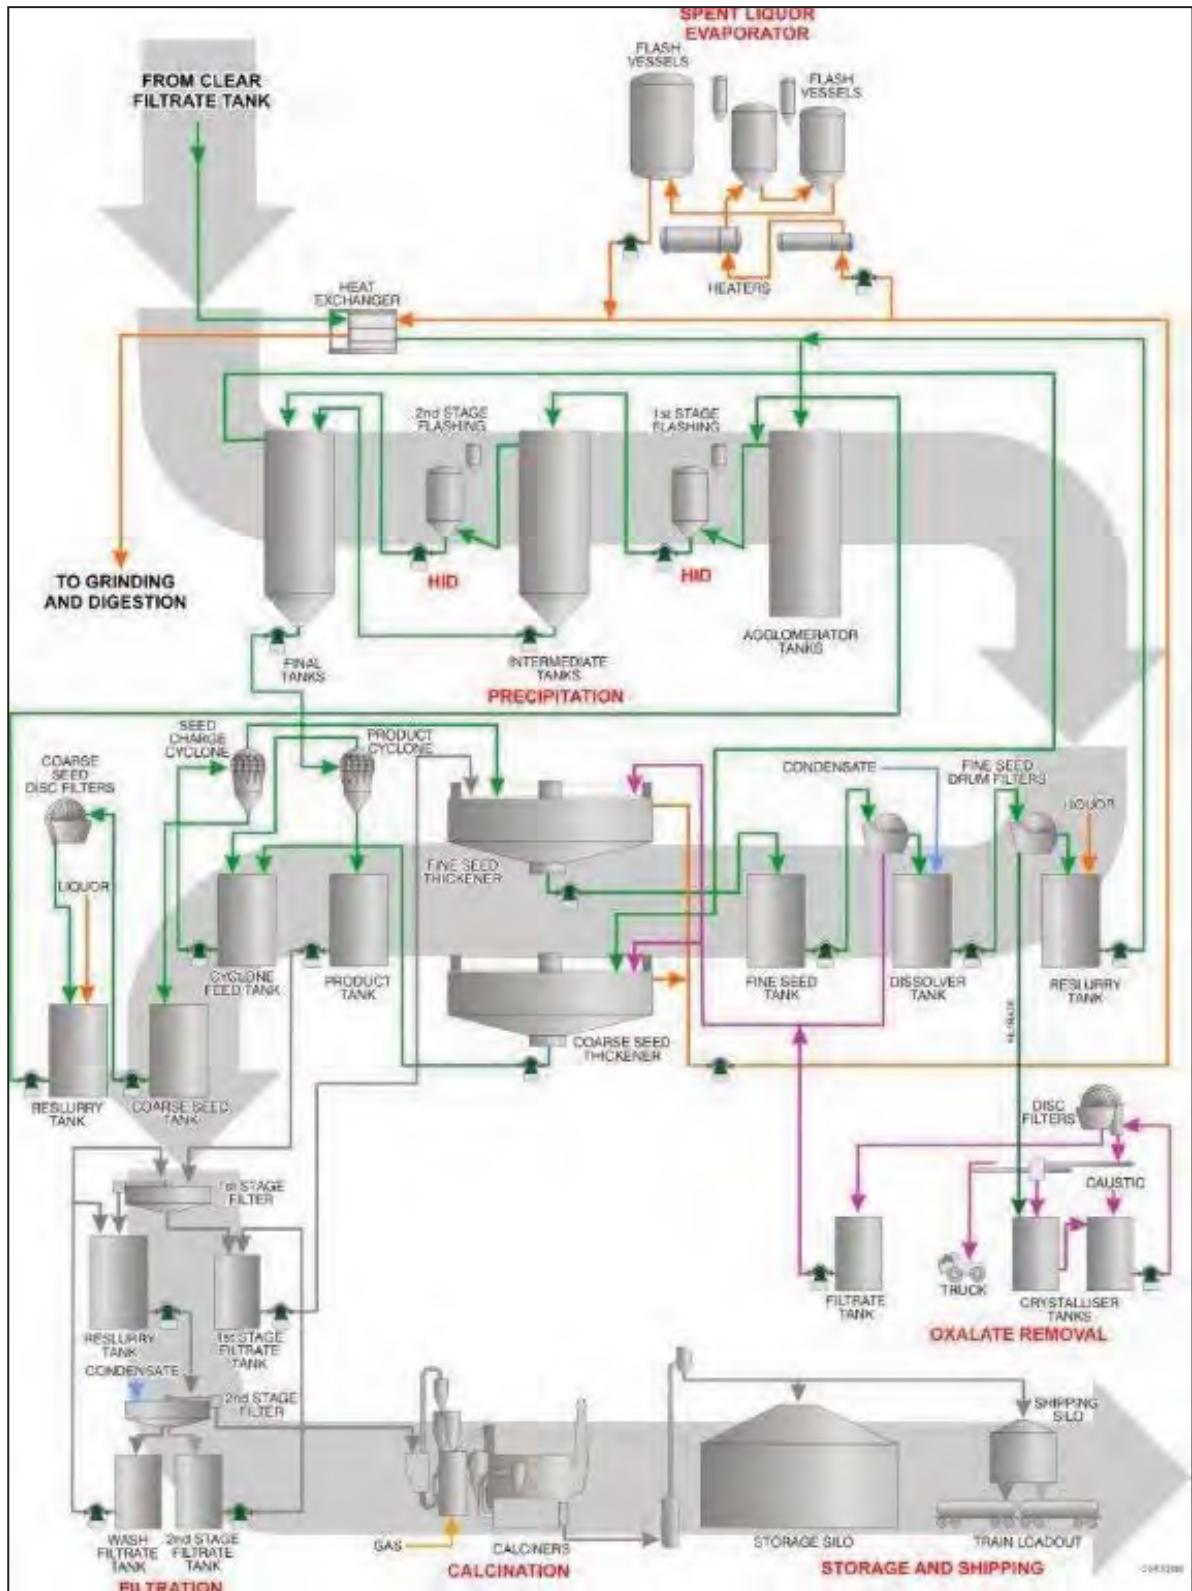 SPENT LIQUOR
EVAPORATOR
FLASH
VESSELS
FLASH
VESSELS
FROM CLEAR
FILTRATE TANK
HEATERS
HEAT
EXCHANGER
2nd STAGE
FLASHING
1st STAGE
FLASHING
HID
HID
TO GRINDING
AND DIGESTION
FINAL
TANKS
INTERMEDIATE
TANKS
AGGLOMERATOR
TANKS
PRECIPITATION
SEED
CHARGE
CYCLONE
PRODUCT
CYCLONE
COARSE
SEED
DISC FILTERS
CONDENSATE
FINE SEED
DRUM FILTERS
LIQUOR
LIQUOR
FINE SEED
THICKENER
CYCLONE
FEED TANK
PRODUCT
TANK
FINE SEED
TANK
DISSOLVER
TANK
RESLURRY
TANK
FILTRATE
COARSE SEED
THICKENER
RESLURRY
TANK
COARSE SEED
TANK
DISC
FILTERS
CAUSTIC
1st STAGE
FILTER
FILTRATE
TANK
TRUCK
CRYSTALLISER
TANKS
OXALATE REMOVAL
RESLURRY
TANK
1st STAGE
FILTRATE
TANK
CONDENSATE
2nd STAGE
FILTER
SHIPPING
SILO
WASH
FILTRATE
TANK
2nd STAGE
FILTRATE
TANK
GAS
CALCINERS
STORAGE SILO
TRAIN LOADOUT
FILTRATION
CALCINATION
STORAGE AND SHIPPING